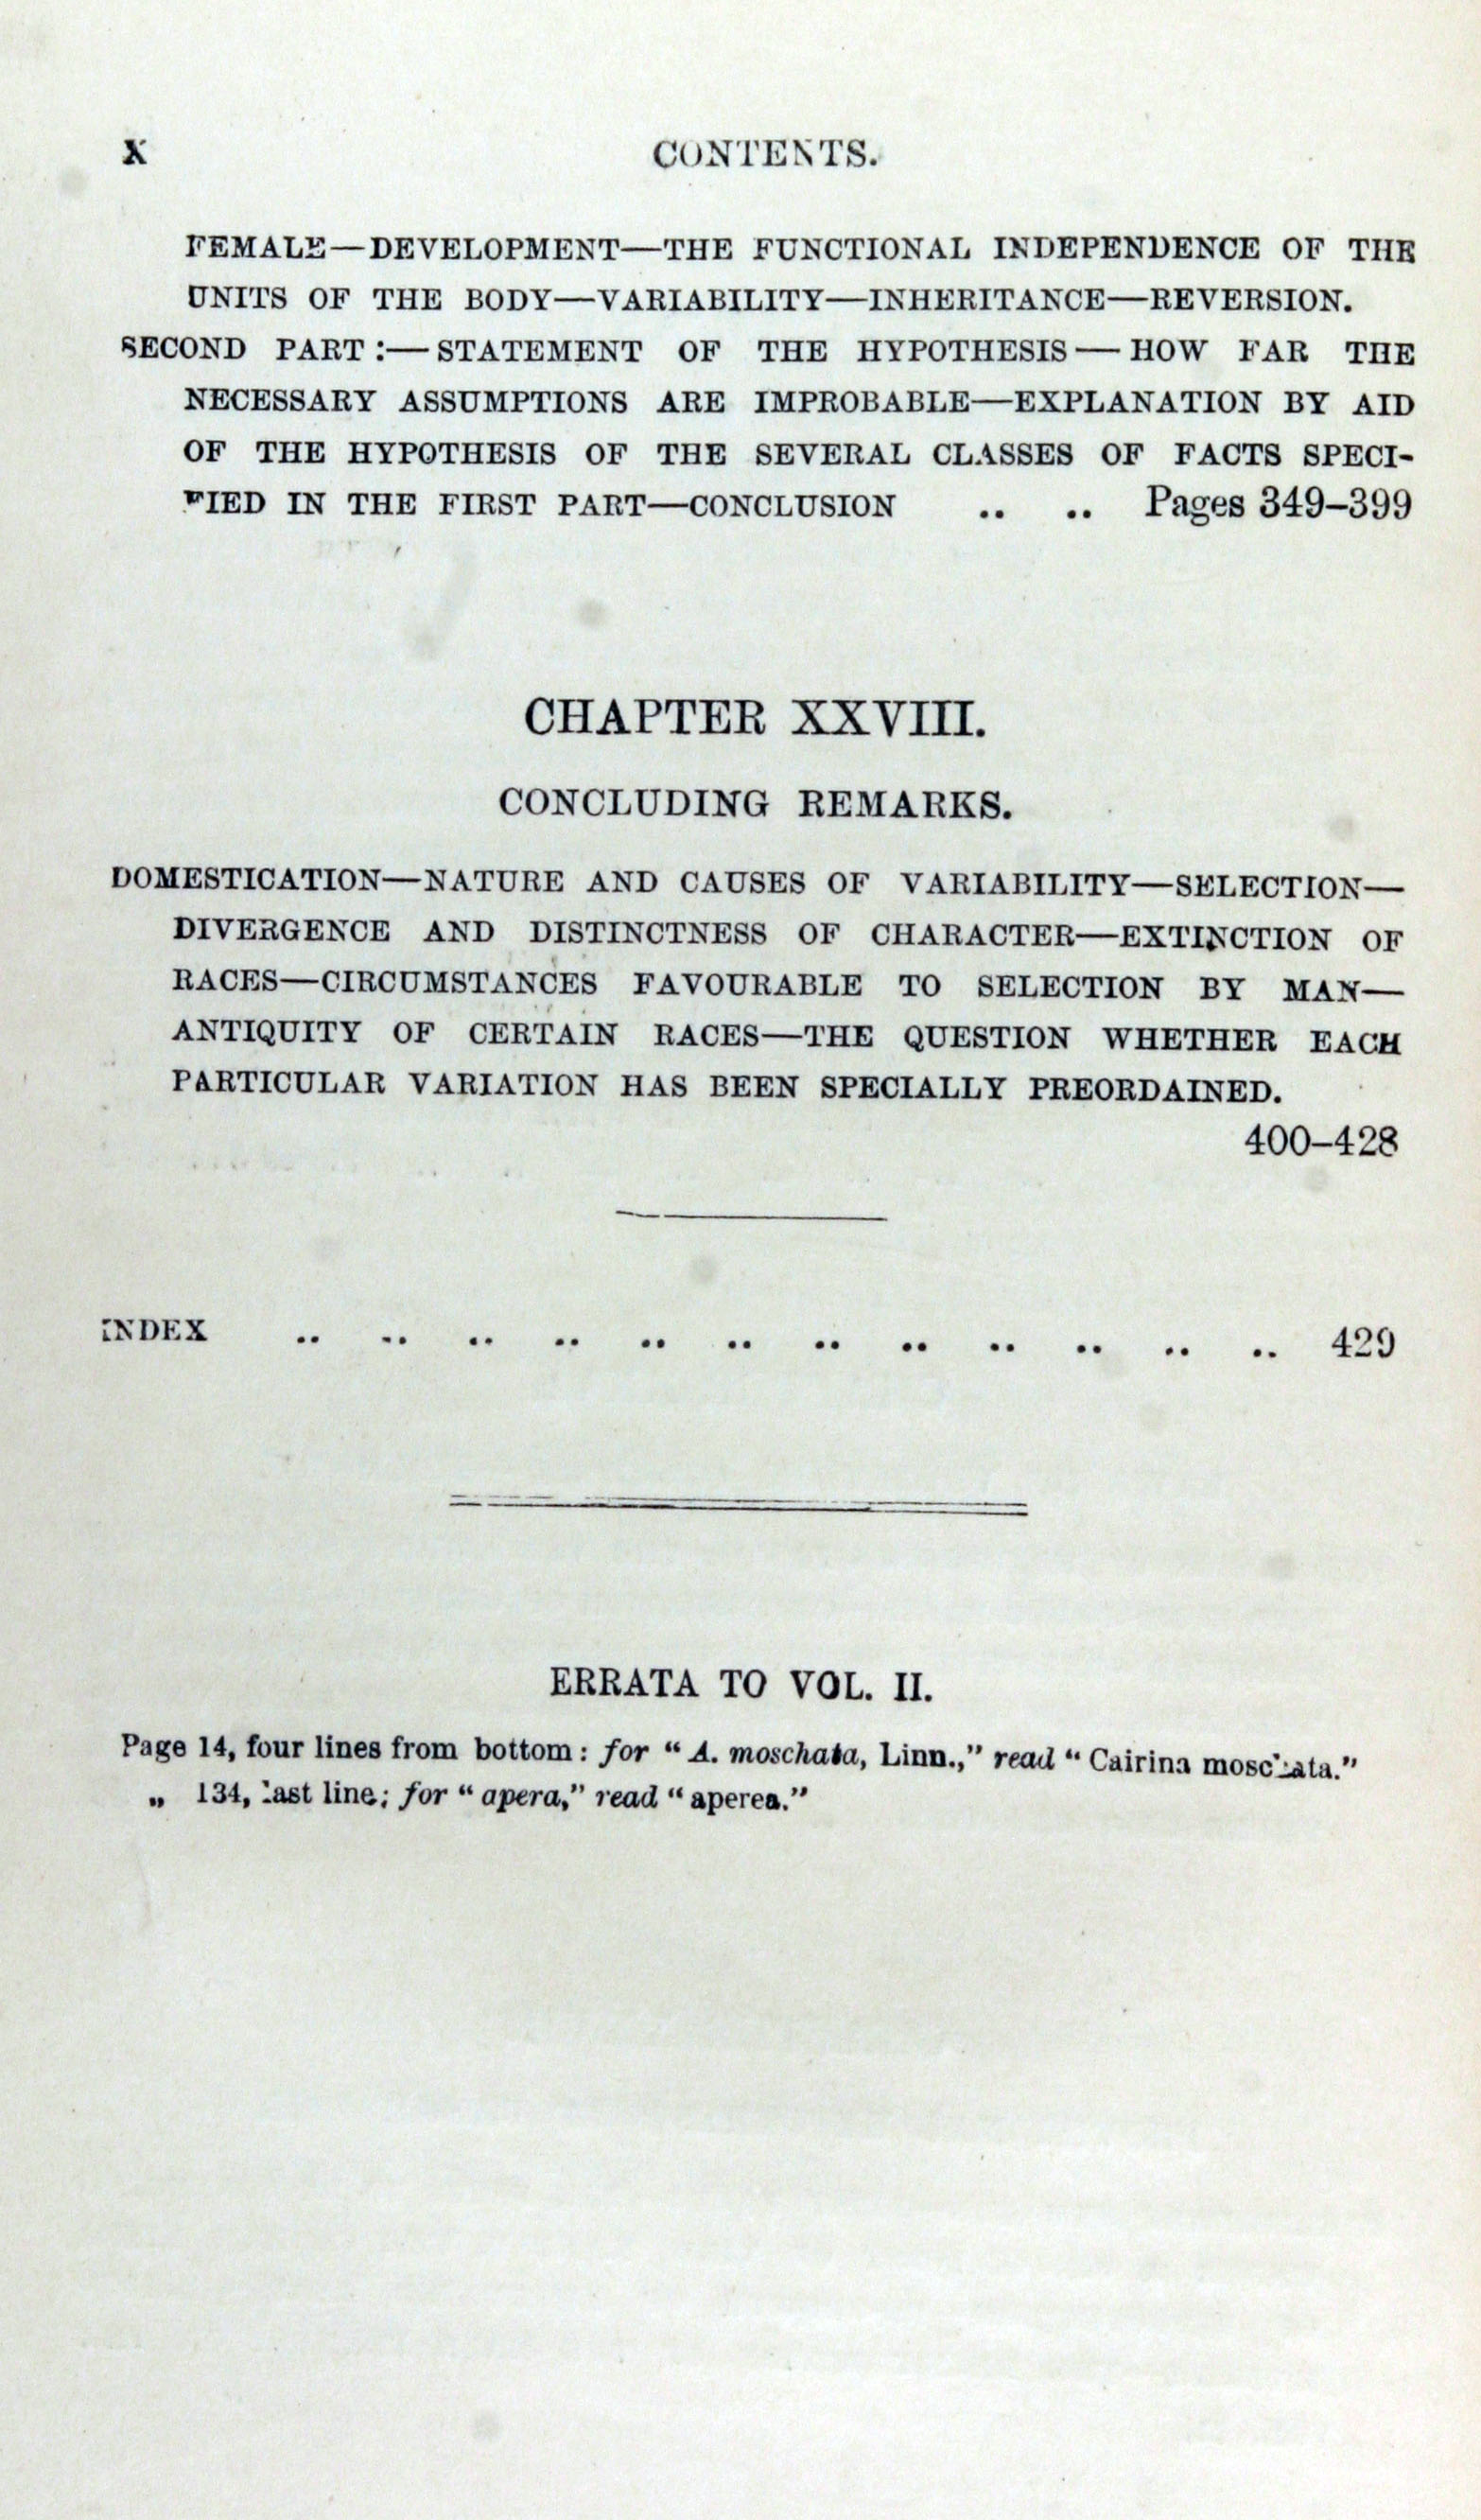 X CONTENTS.
FEMALE—DEVELOPMENT—THE FUNCTIONAL INDEPENDENCE OF THE
UNITS OF THE BODY—VARIABILITY—INHERITANCE—REVERSION.
SECOND PART:—STATEMENT OF THE HYPOTHESIS—HOW FAR THE
NECESSARY ASSUMPTIONS ARE IMPROBABLE—EXPLANATION BY AID
OF THE HYPOTHESIS OF THE SEVERAL CLASSES OF FACTS SPECI-
FIED IN THE FIRST PART—CONCLUSION .. .. Pages 349–399
CHAPTER XXVIII.
CONCLUDING REMARKS.
DOMESTICATION—NATURE AND CAUSES OF VARIABILITY—SELECTION—
DIVERGENCE AND DISTINCTNESS OF CHARACTER—EXTINCTION OF
RACES—CIRCUMSTANCES FAVOURABLE TO SELECTION BY MAN—
ANTIQUITY OF CERTAIN RACES—THE QUESTION WHETHER EACH
PARTICULAR VARIATION HAS BEEN SPECIALLY PREORDAINED.
400–428
INDEX .. .. .. .. .. .. .. .. .. .. .. .. 429
ERRATA TO VOL. II.
Page 14, four lines from bottom: for “A. moschata, Linn.,” read “Cairina moschata.”
„ 134, last line; for “apera,” read “aperea.”